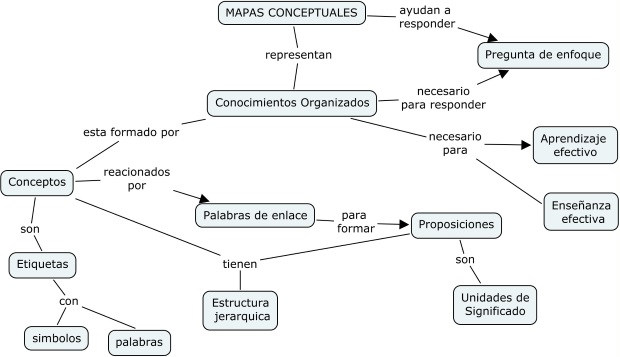 MAPAS CONCEPTUALES
ayudan a
responder
Pregunta de enfoque
representan
Conocimientos Organizados
necesario
para responder
esta formado por
necesario
para
Aprendizaje
efectivo
Conceptos
reacionados
por
Palabras de enlace
para
formar
Proposiciones
Enseñanza
efectiva
son
Etiquetas
tienen
son
con
Estructura
jerarquica
Unidades de
Significado
simbolos
palabras